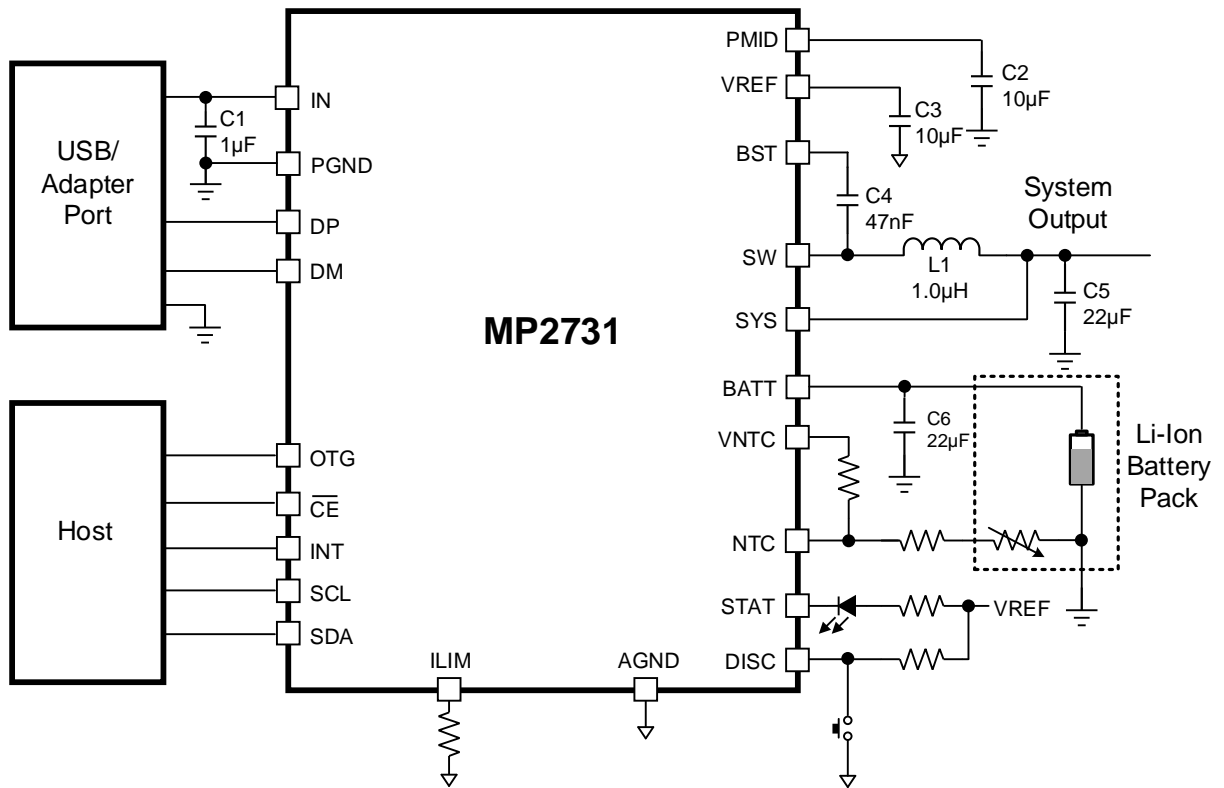 USB/
Adapter
Port
Host
C1
1µF
IN
PGND
DP
DM
OTG
CE
INT
SCL
SDA
ILIM
AGND
MP2731
PMID
VREF
BST
SW
SYS
BATT
VNTC
NTC
STAT
DISC
C2
10µF
C3
10µF
C4
47nF
L1
1.0µH
System
Output
C5
22µF
C6
22µF
Li-Ion
Battery
Pack
VREF